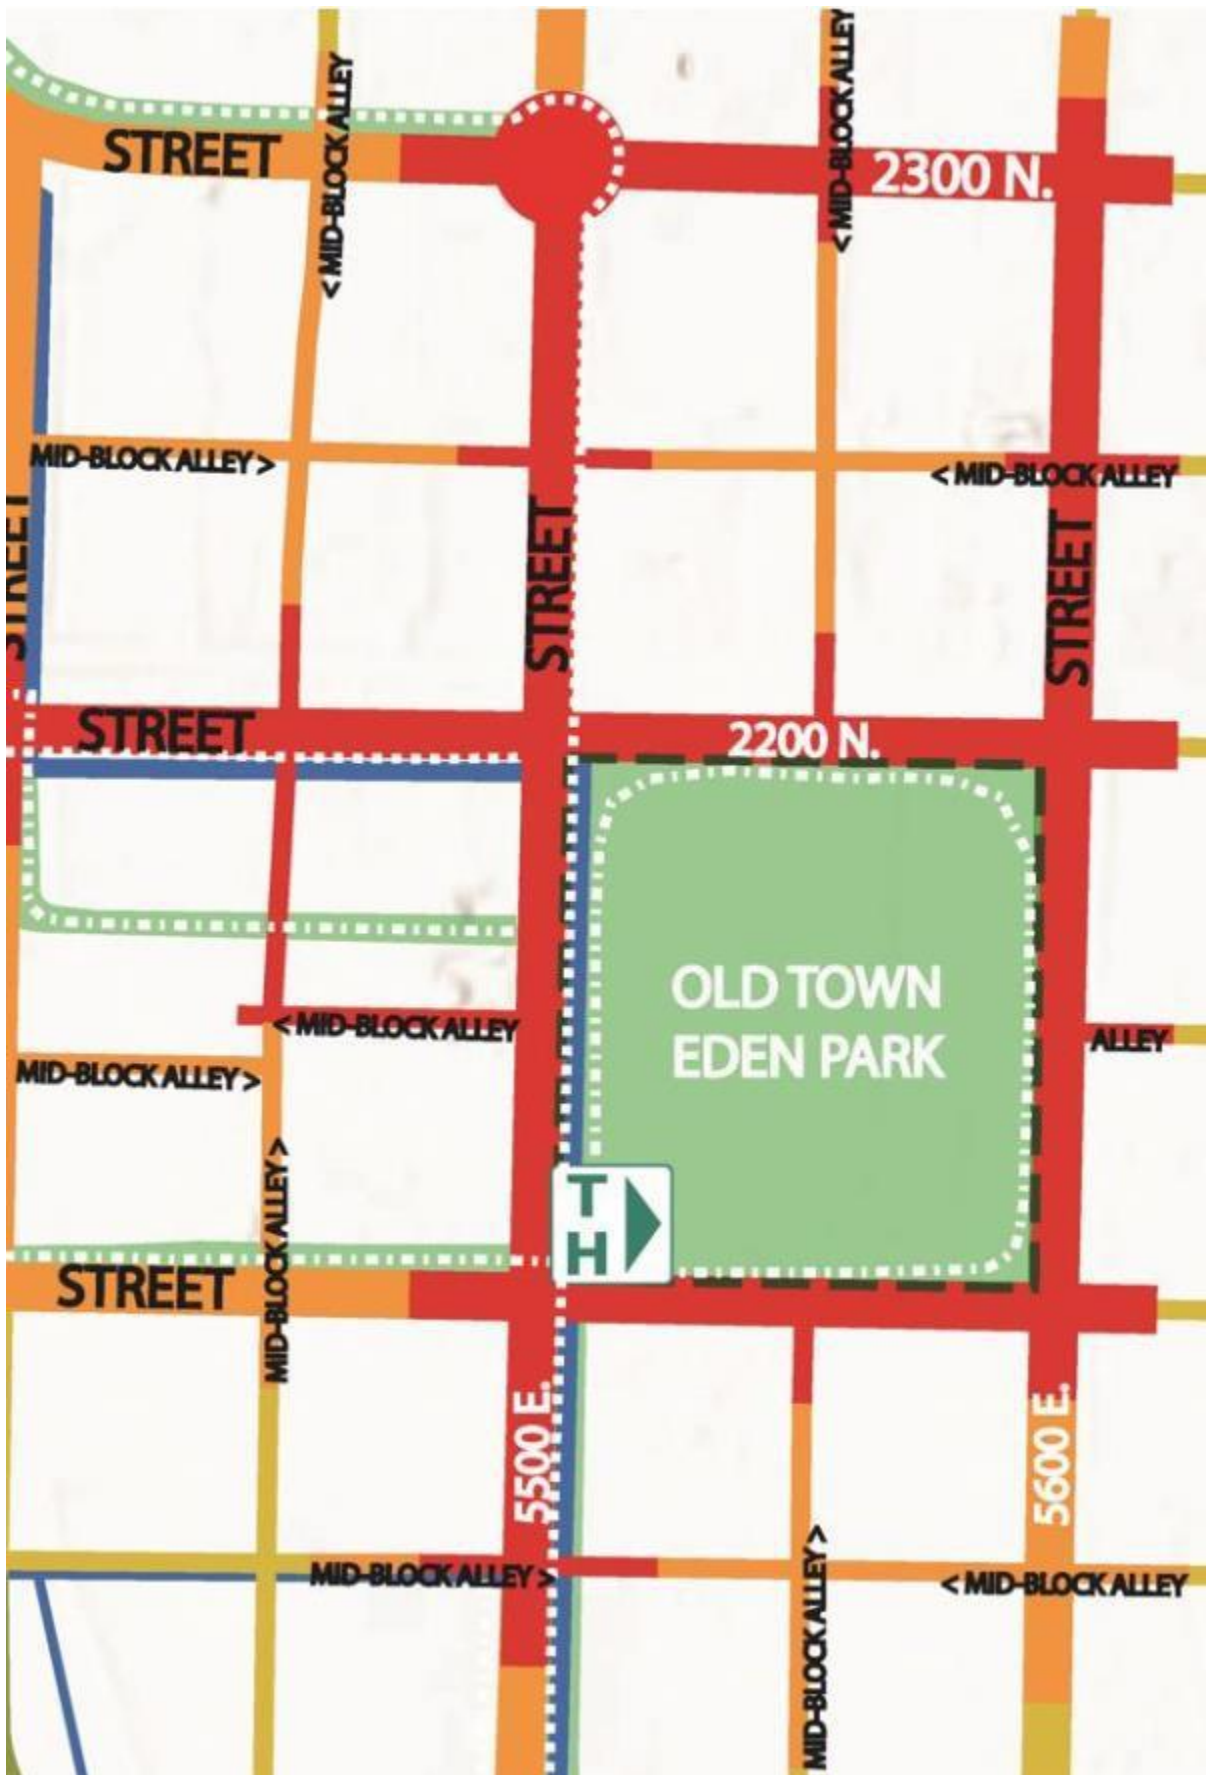 < MID-BLOCK ALLEY
< MID-BLOCK ALLEY
STREET
2300 N.
MID-BLOCK ALLEY >
< MID-BLOCK ALLEY
STREET
STREET
STREET
STREET
2200 N.
OLD TOWN
EDEN PARK
< MID-BLOCK ALLEY
ALLEY
MID-BLOCK ALLEY >
MID-BLOCK ALLEY >
T
H
STREET
5500 E.
5600 E.
MID-BLOCK ALLEY >
< MID-BLOCK ALLEY
MID-BLOCK ALLEY >